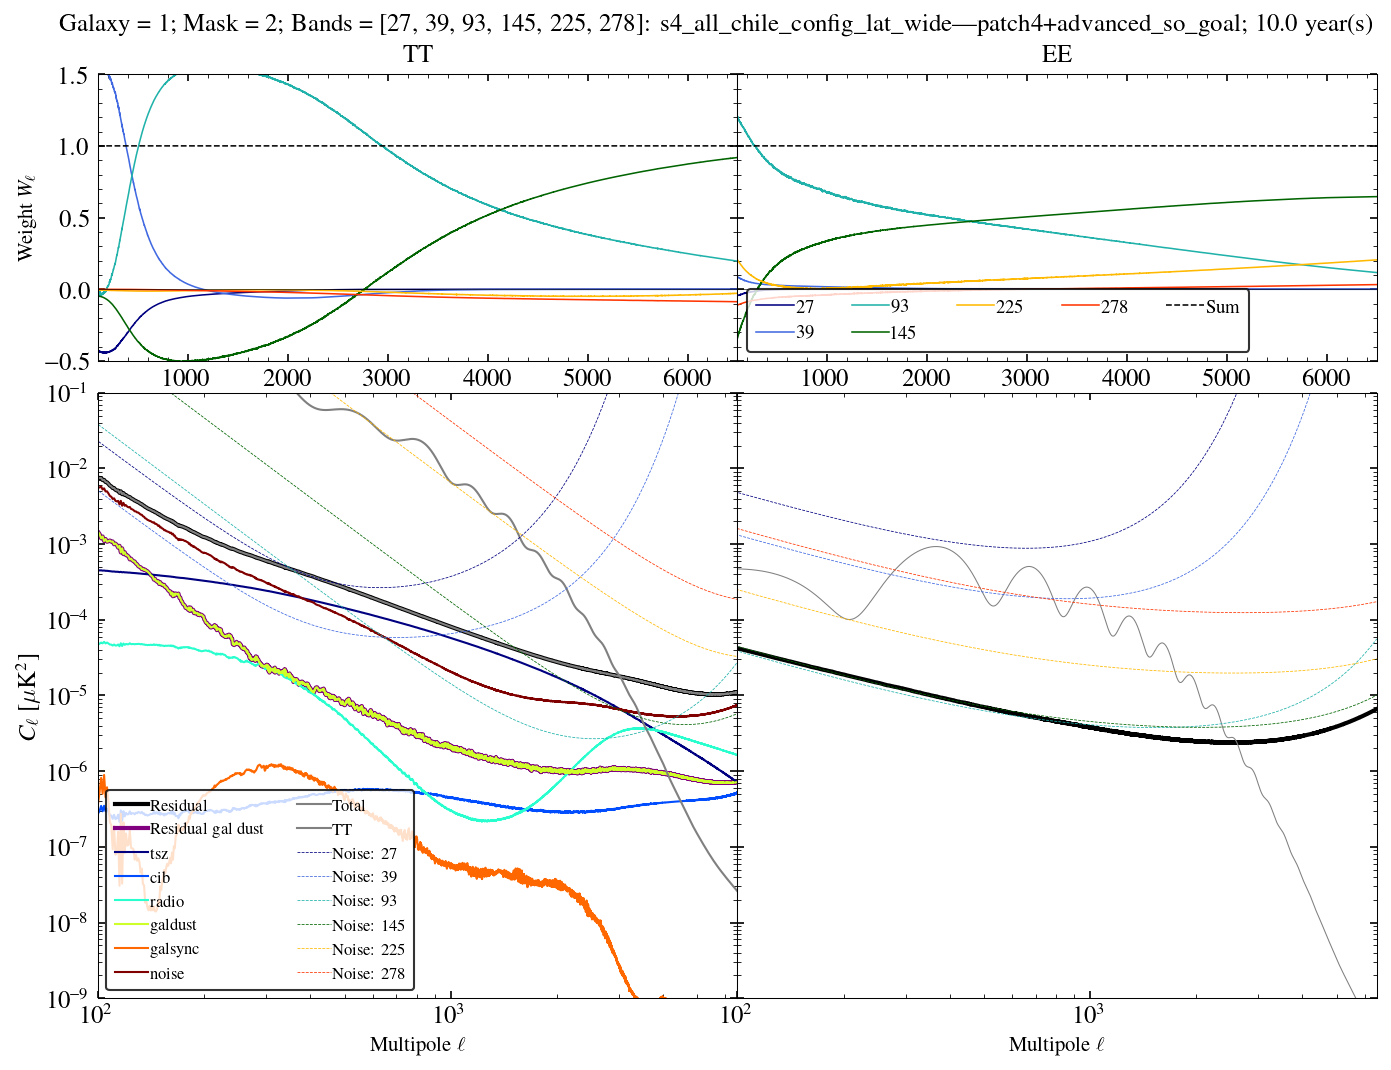 Galaxy = 1; Mask = 2; Bands = [27, 39, 93, 145, 225, 278]: s4_all_chile_config_lat_wide—patch4+advanced_so_goal; 10.0 year(s)
TT
EE
1.5
1.0
0.5
0.0
−0.5
Weight Wℓ
1000 2000 3000 4000 5000 6000
1000 2000 3000 4000 5000 6000
27 93 225 278 Sum
39 145
10⁻¹
10⁻²
10⁻³
10⁻⁴
10⁻⁵
10⁻⁶
10⁻⁷
10⁻⁸
10⁻⁹
Cℓ [μK²]
Residual Total
Residual gal dust TT
tsz Noise: 27
cib Noise: 39
radio Noise: 93
galdust Noise: 145
galsync Noise: 225
noise Noise: 278
10² 10³
10² 10³
Multipole ℓ
Multipole ℓ